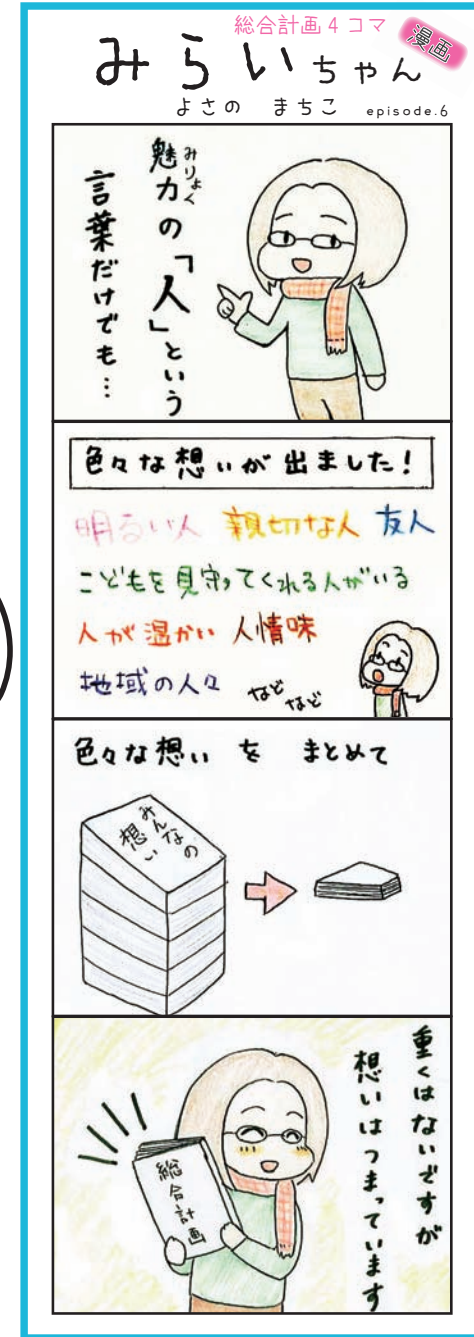 総合計画4コマ
漫画
みらいちゃん
よさの まちこ episode.6
魅力の「人」という
みりょく
言葉だけでも…
色々な想いが出ました!
明るい人 親切な人 友人
こどもを見守ってくれる人がいる
人が温かい 人情味
地域の人々 などなど
色々な想いを まとめて
みんなの
想い
重くはないですが
想いはつまっています
総合計画